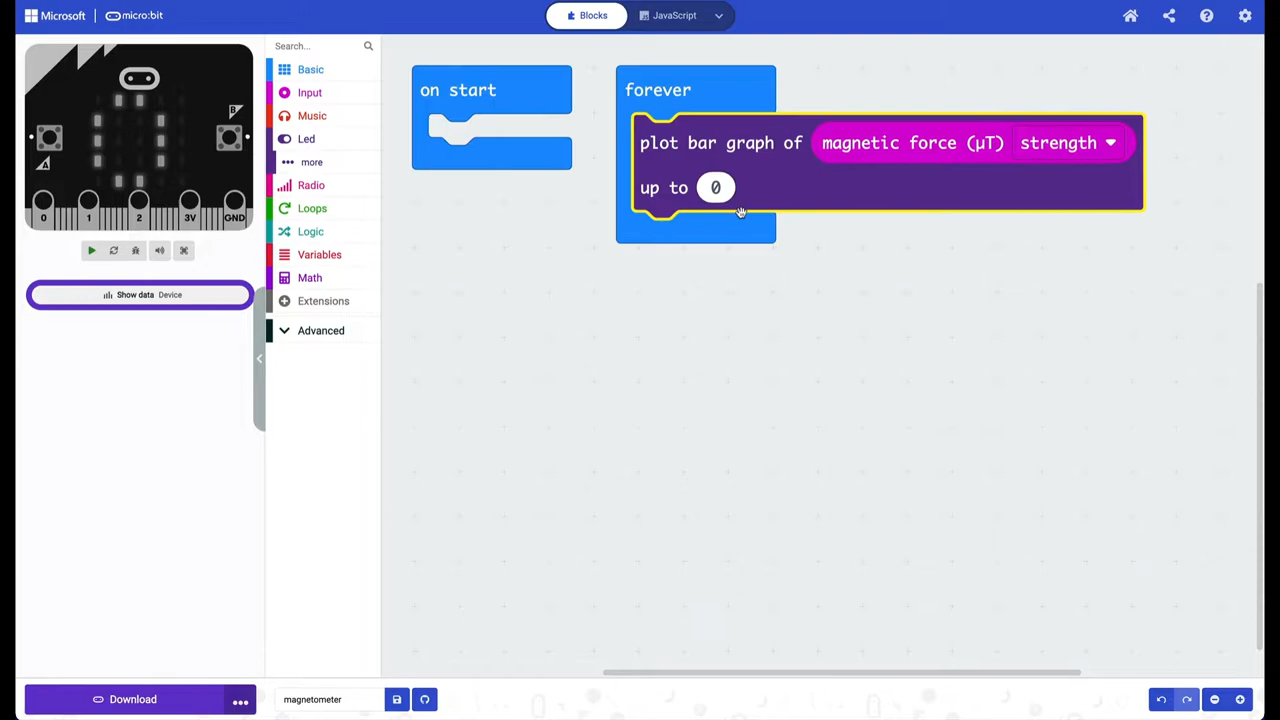 Microsoft micro:bit Blocks JavaScript
Search...
Basic
Input
Music
Led
more
Radio
Loops
Logic
Variables
Math
Extensions
Advanced
A
B
0 1 2 3V GND
Show data Device
on start
forever
plot bar graph of magnetic force (µT) strength
up to 0
Download
magnetometer